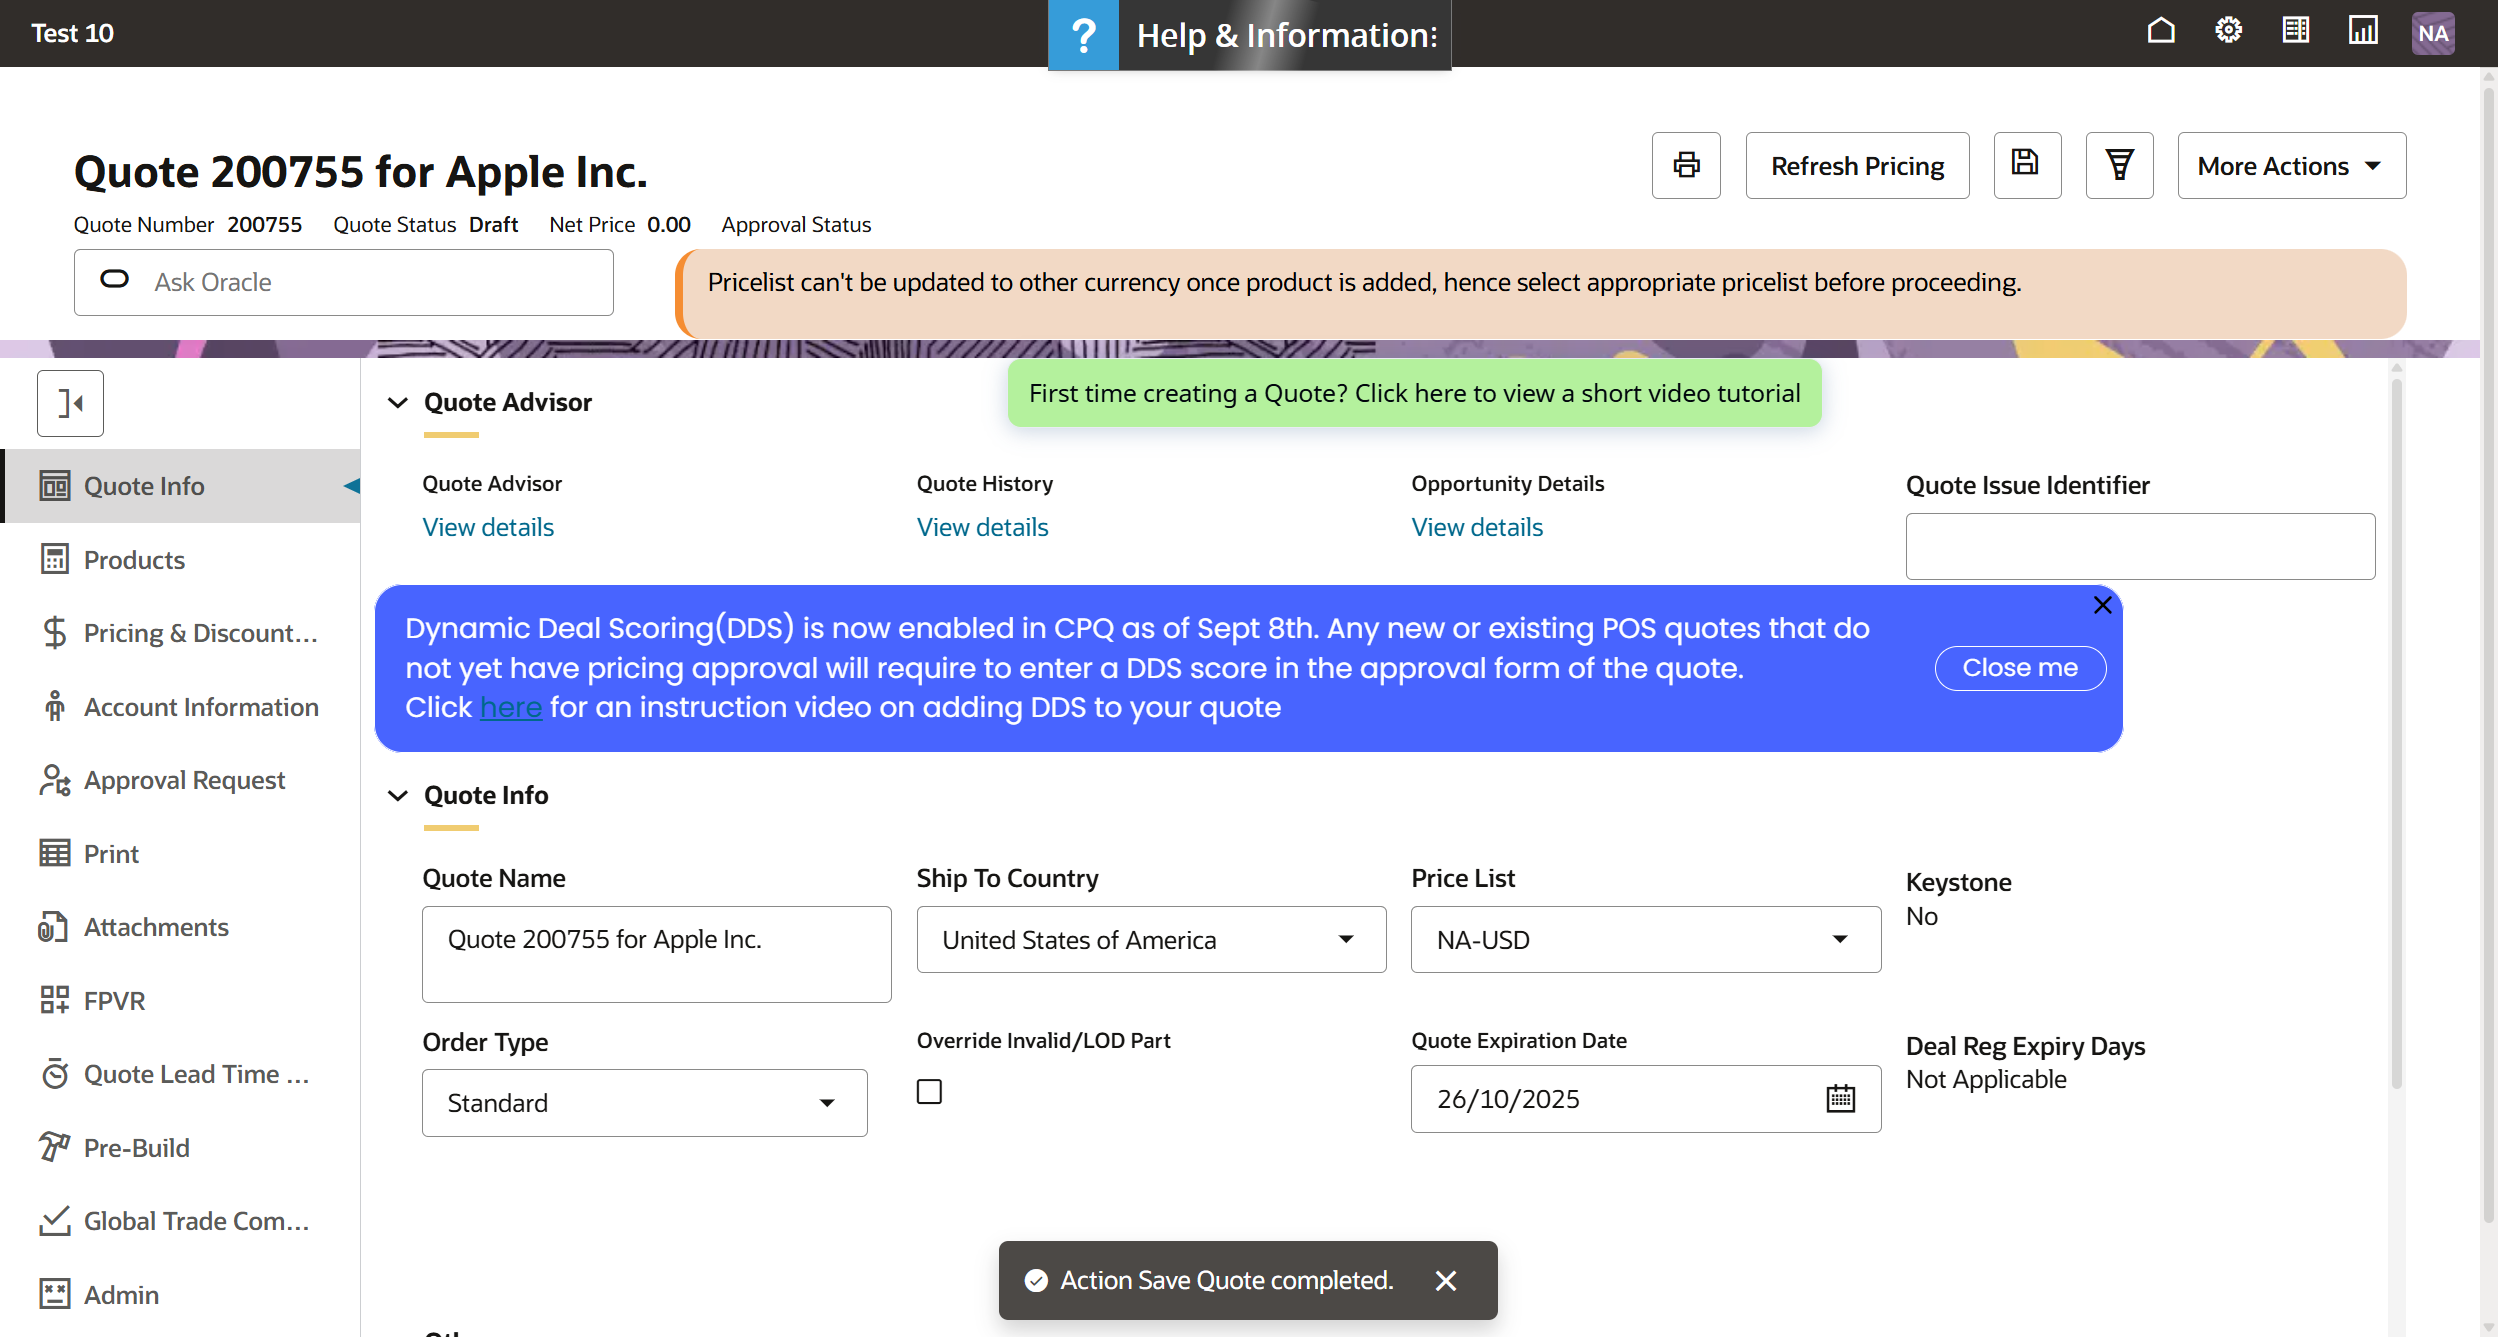 Test 10
? Help & Information
NA
Quote 200755 for Apple Inc.
Refresh Pricing
More Actions
Quote Number 200755 Quote Status Draft Net Price 0.00 Approval Status
Ask Oracle
Pricelist can't be updated to other currency once product is added, hence select appropriate pricelist before proceeding.
First time creating a Quote? Click here to view a short video tutorial
Quote Info
Products
Pricing & Discount...
Account Information
Approval Request
Print
Attachments
FPVR
Quote Lead Time ...
Pre-Build
Global Trade Com...
Admin
Quote Advisor
Quote Advisor
View details
Quote History
View details
Opportunity Details
View details
Quote Issue Identifier
Dynamic Deal Scoring(DDS) is now enabled in CPQ as of Sept 8th. Any new or existing POS quotes that do
not yet have pricing approval will require to enter a DDS score in the approval form of the quote.
Click here for an instruction video on adding DDS to your quote
Close me
Quote Info
Quote Name
Quote 200755 for Apple Inc.
Ship To Country
United States of America
Price List
NA-USD
Keystone
No
Order Type
Standard
Override Invalid/LOD Part
Quote Expiration Date
26/10/2025
Deal Reg Expiry Days
Not Applicable
Action Save Quote completed.